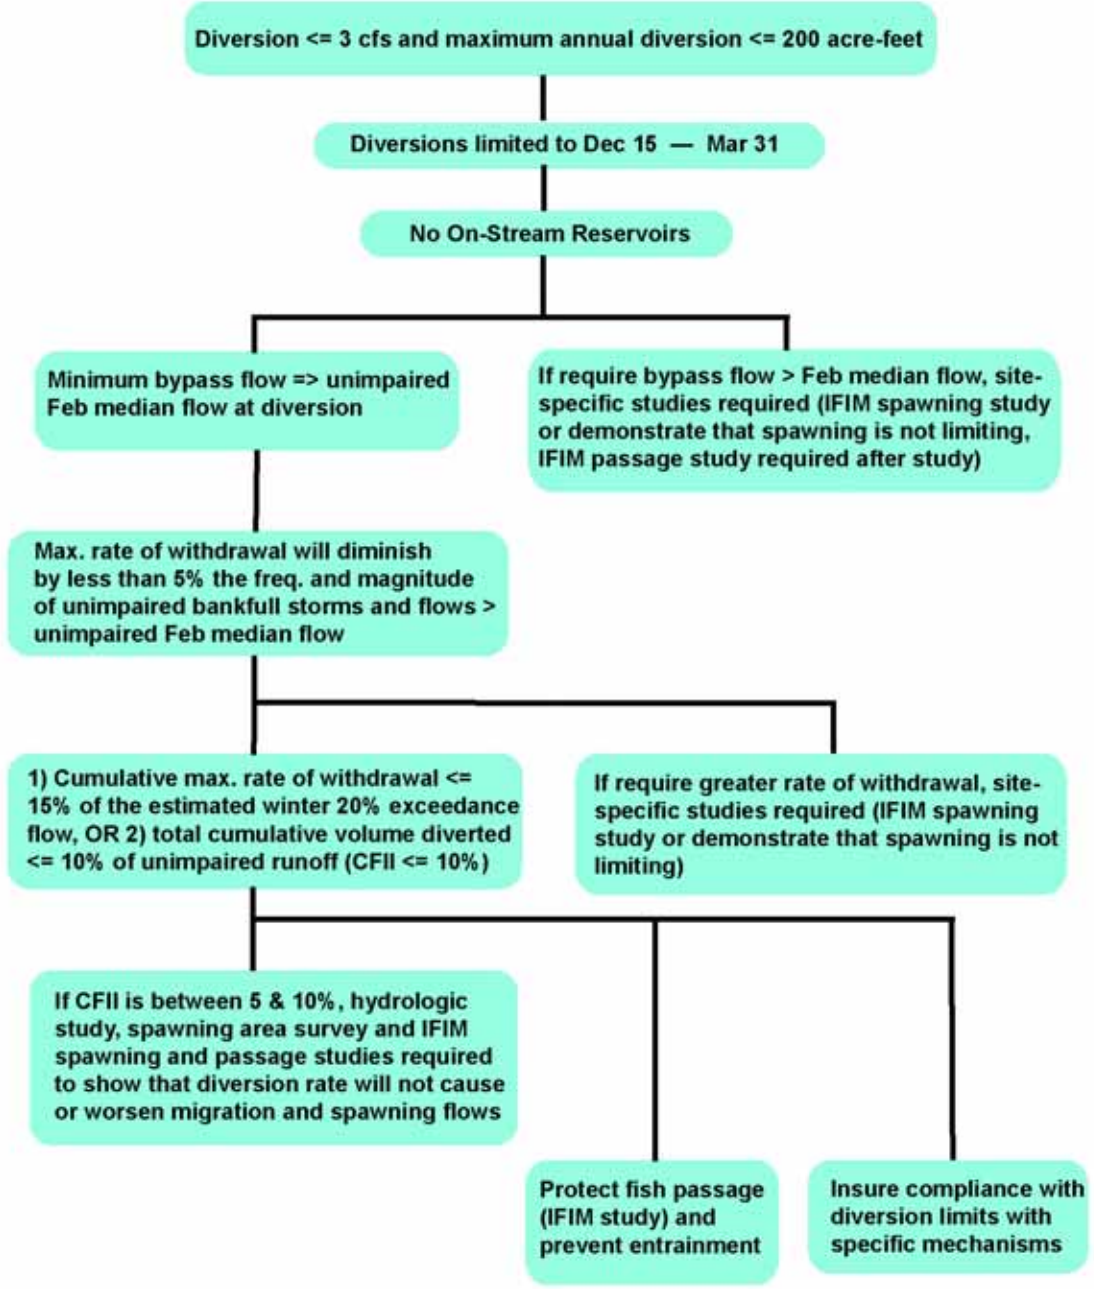 Diversion <= 3 cfs and maximum annual diversion <= 200 acre-feet
Diversions limited to Dec 15 — Mar 31
No On-Stream Reservoirs
Minimum bypass flow => unimpaired
Feb median flow at diversion
If require bypass flow > Feb median flow, site-
specific studies required (IFIM spawning study
or demonstrate that spawning is not limiting,
IFIM passage study required after study)
Max. rate of withdrawal will diminish
by less than 5% the freq. and magnitude
of unimpaired bankfull storms and flows >
unimpaired Feb median flow
1) Cumulative max. rate of withdrawal <=
15% of the estimated winter 20% exceedance
flow, OR 2) total cumulative volume diverted
<= 10% of unimpaired runoff (CFII <= 10%)
If require greater rate of withdrawal, site-
specific studies required (IFIM spawning
study or demonstrate that spawning is not
limiting)
If CFII is between 5 & 10%, hydrologic
study, spawning area survey and IFIM
spawning and passage studies required
to show that diversion rate will not cause
or worsen migration and spawning flows
Protect fish passage
(IFIM study) and
prevent entrainment
Insure compliance with
diversion limits with
specific mechanisms